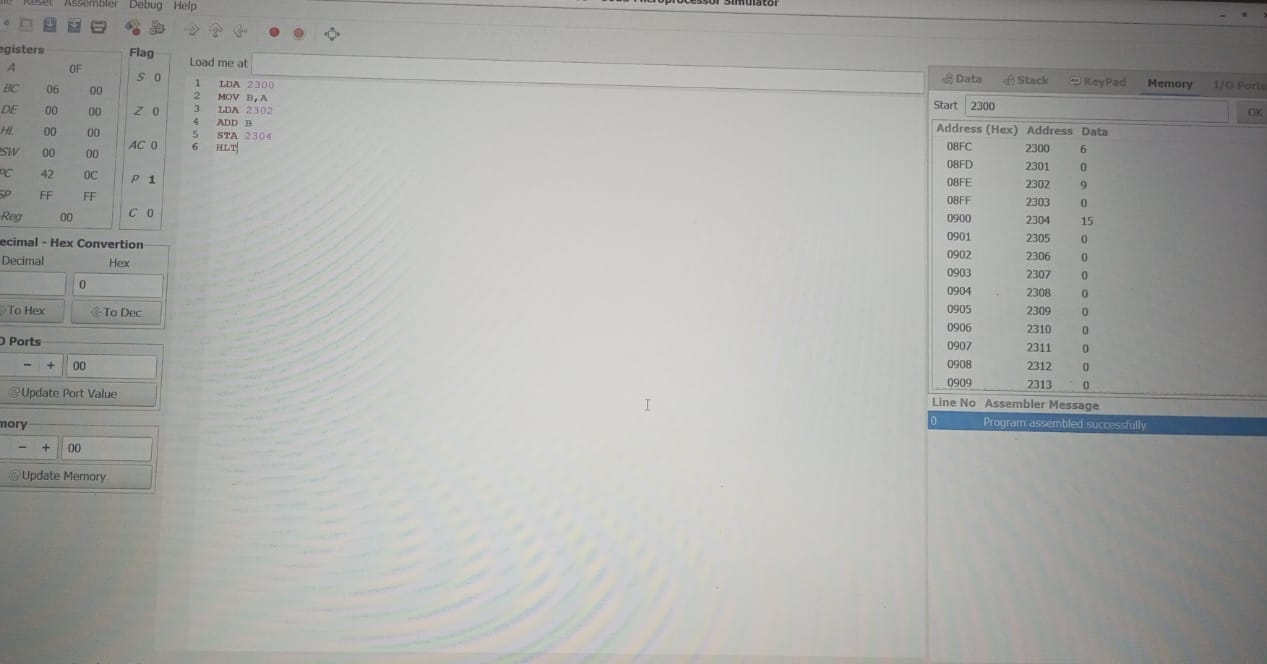 Reset Assembler Debug Help
Microprocessor Simulator
egisters
A 0F
BC 06 00
DE 00 00
HL 00 00
SW 00 00
PC 42 0C
SP FF FF
Reg 00
Flag
S 0
Z 0
AC 0
P 1
C 0
ecimal - Hex Convertion
Decimal Hex
0
To Hex To Dec
O Ports
- + 00
Update Port Value
mory
- + 00
Update Memory
Load me at
1 LDA 2300
2 MOV B,A
3 LDA 2302
4 ADD B
5 STA 2304
6 HLT
Data Stack KeyPad Memory I/O Ports
Start 2300 OK
Address (Hex) Address Data
08FC 2300 6
08FD 2301 0
08FE 2302 9
08FF 2303 0
0900 2304 15
0901 2305 0
0902 2306 0
0903 2307 0
0904 2308 0
0905 2309 0
0906 2310 0
0907 2311 0
0908 2312 0
0909 2313 0
Line No Assembler Message
0 Program assembled successfully